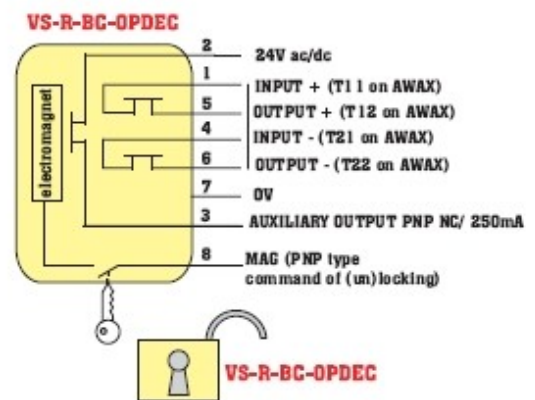 VS-R-BC-OPDEC
2 24V ac/dc
1 INPUT + (T11 on AWAX)
5 OUTPUT + (T12 on AWAX)
4 INPUT - (T21 on AWAX)
6 OUTPUT - (T22 on AWAX)
7 0V
3 AUXILIARY OUTPUT PNP NC/ 250mA
8 MAG (PNP type
command of (un)locking)
electromagnet
VS-R-BC-OPDEC